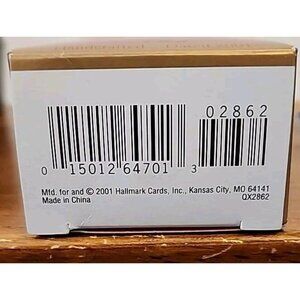 02862
0 15012 64701 3
Mfd. for and © 2001 Hallmark Cards, Inc., Kansas City, MO 64141
Made in China
QX2862